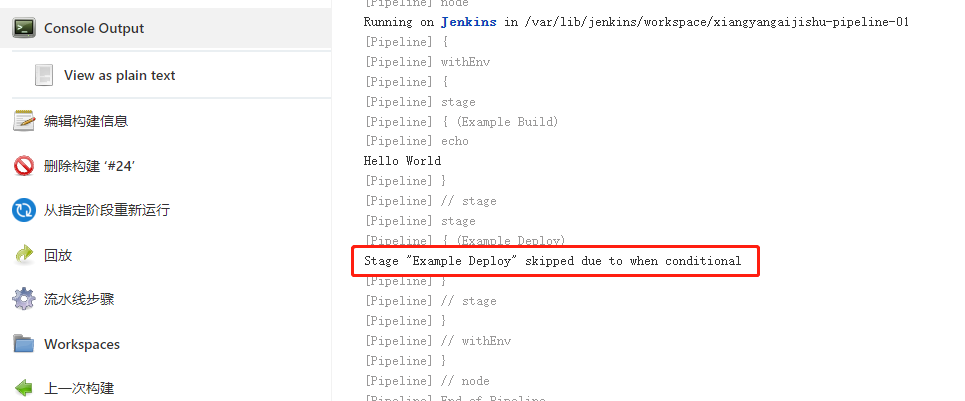 Console Output
View as plain text
编辑构建信息
删除构建 ‘#24’
从指定阶段重新运行
回放
流水线步骤
Workspaces
上一次构建
[Pipeline] node
Running on Jenkins in /var/lib/jenkins/workspace/xiangyangaijishu-pipeline-01
[Pipeline] {
[Pipeline] withEnv
[Pipeline] {
[Pipeline] stage
[Pipeline] { (Example Build)
[Pipeline] echo
Hello World
[Pipeline] }
[Pipeline] // stage
[Pipeline] stage
[Pipeline] { (Example Deploy)
Stage "Example Deploy" skipped due to when conditional
[Pipeline] }
[Pipeline] // stage
[Pipeline] }
[Pipeline] // withEnv
[Pipeline] }
[Pipeline] // node
[Pipeline] End of Pipeline